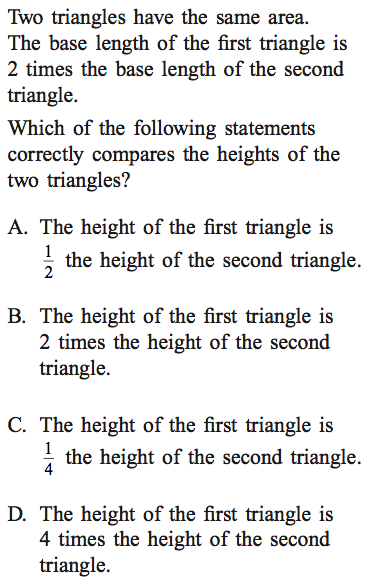 Two triangles have the same area.
The base length of the first triangle is
2 times the base length of the second
triangle.
Which of the following statements
correctly compares the heights of the
two triangles?
A. The height of the first triangle is
1/2 the height of the second triangle.
B. The height of the first triangle is
2 times the height of the second
triangle.
C. The height of the first triangle is
1/4 the height of the second triangle.
D. The height of the first triangle is
4 times the height of the second
triangle.